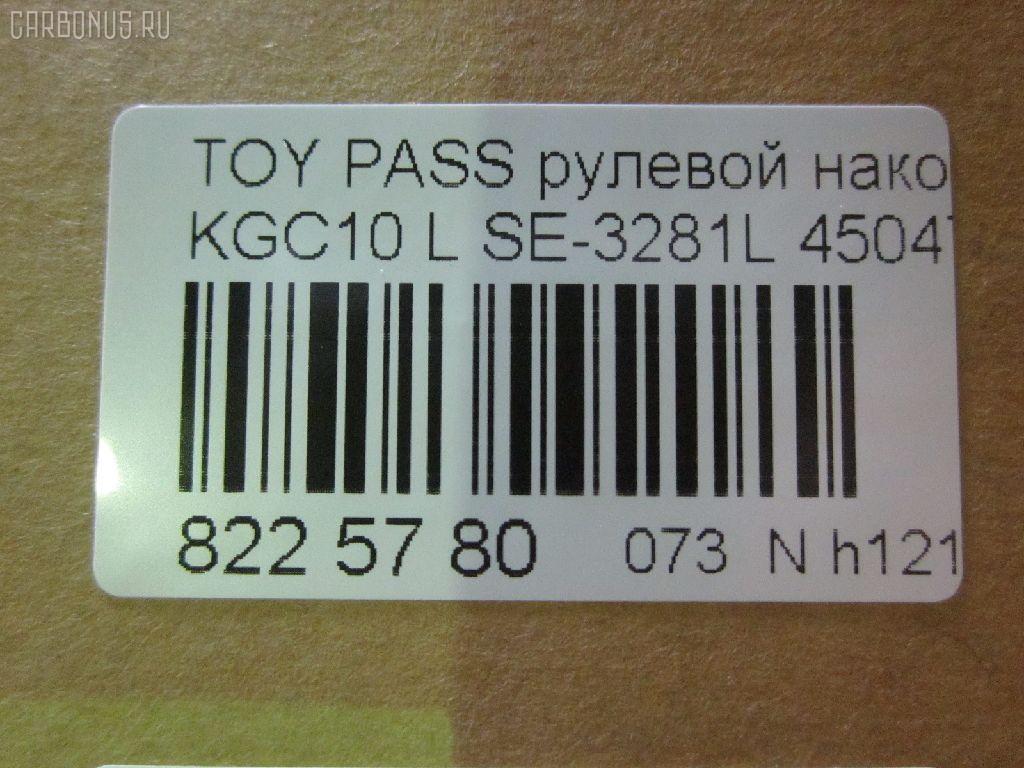 CARBONUS.RU
TOY PASS рулевой нако
KGC10 L SE-3281L 4504
822 57 80 073 N h121